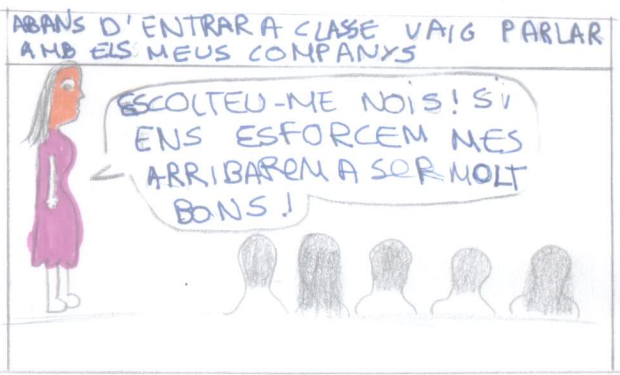 ABANS D'ENTRAR A CLASSE VAIG PARLAR
AMB ELS MEUS COMPANYS
ESCOLTEU-ME NOIS! SI
ENS ESFORCEM MES
ARRIBAREM A SER MOLT
BONS!